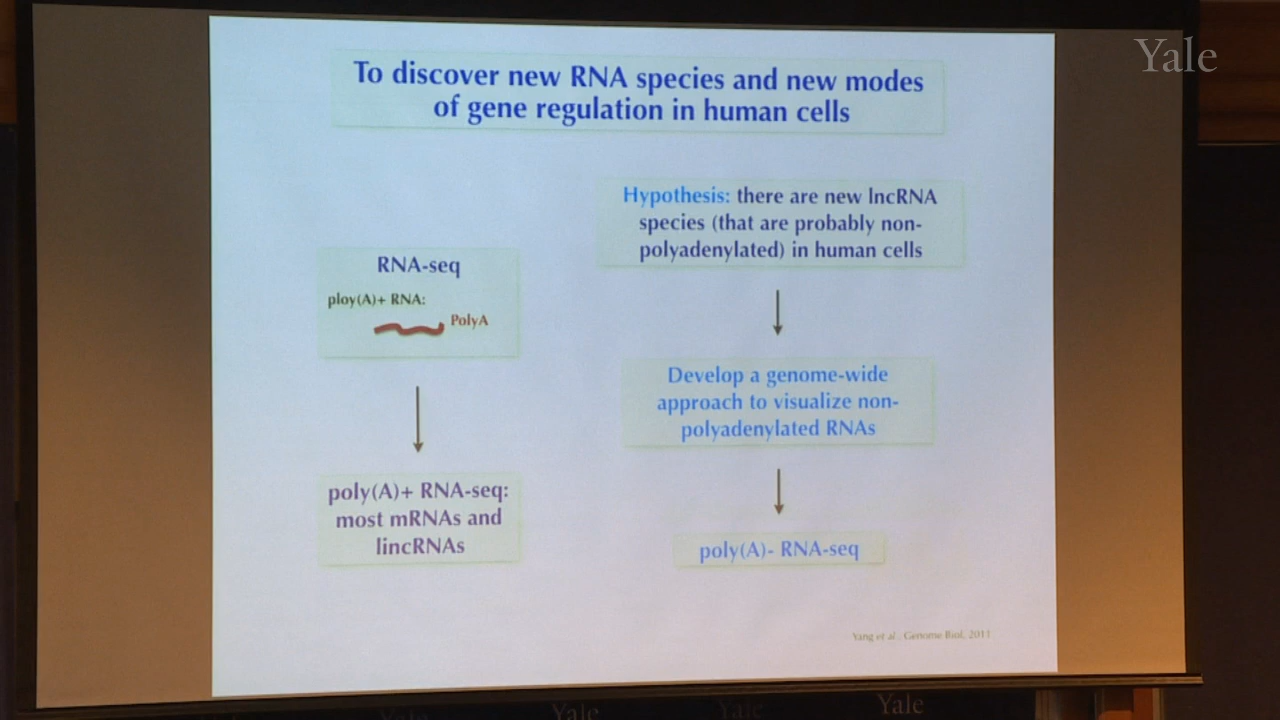 Yale
To discover new RNA species and new modes
of gene regulation in human cells
RNA-seq
ploy(A)+ RNA:
PolyA
poly(A)+ RNA-seq:
most mRNAs and
lincRNAs
Hypothesis: there are new lncRNA
species (that are probably non-
polyadenylated) in human cells
Develop a genome-wide
approach to visualize non-
polyadenylated RNAs
poly(A)- RNA-seq
Yang et al., Genome Biol, 2011
Yale
Yale
Yale
Yale